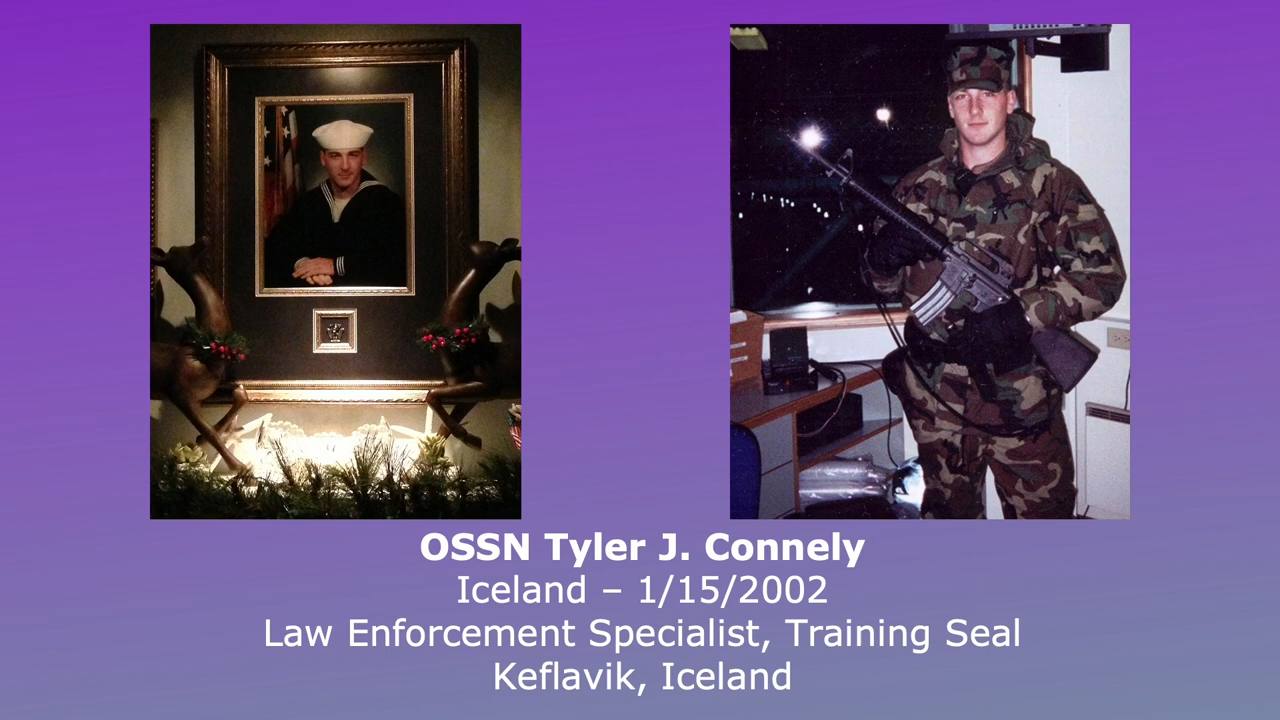 OSSN Tyler J. Connely
Iceland – 1/15/2002
Law Enforcement Specialist, Training Seal
Keflavik, Iceland